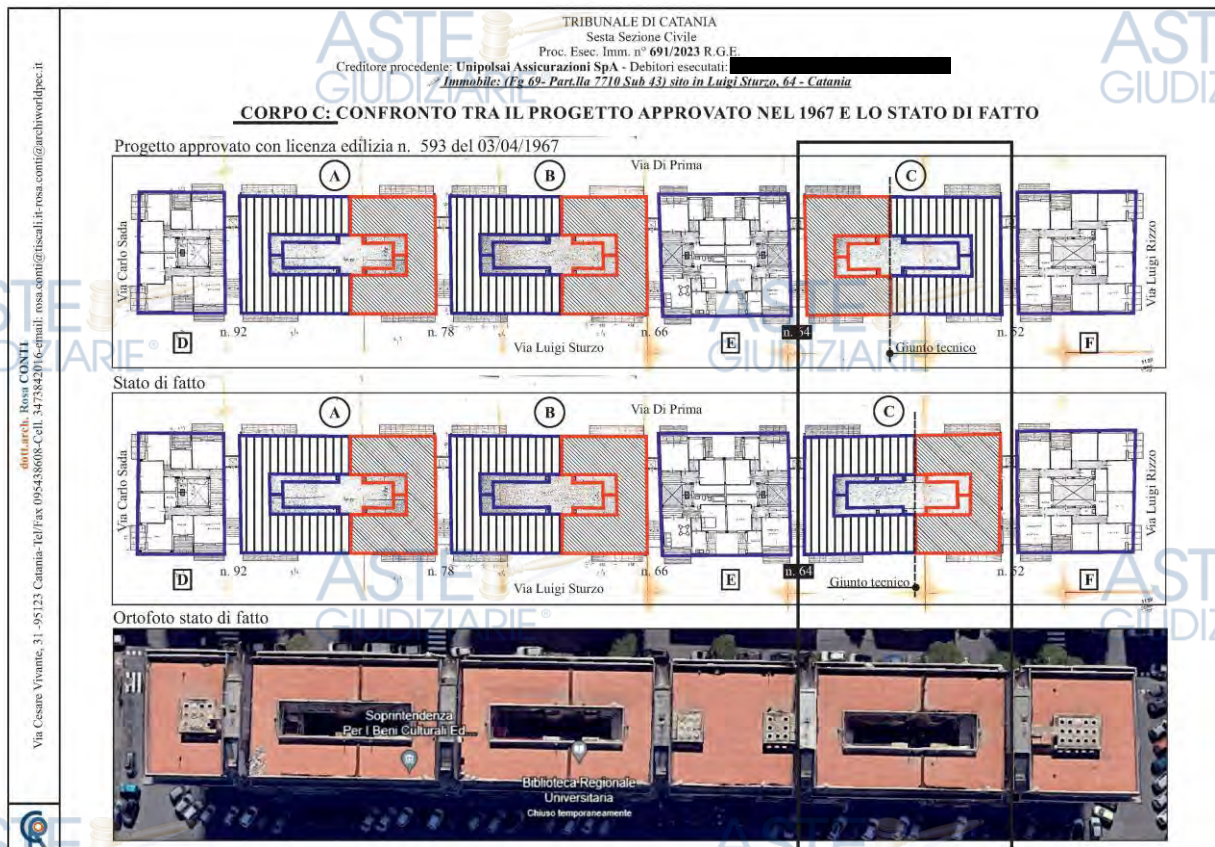 TRIBUNALE DI CATANIA
Sesta Sezione Civile
Proc. Esec. Imm. n° 691/2023 R.G.E.
Creditore procedente: Unipolsai Assicurazioni SpA - Debitori esecutati:
Immobile: (Fg 69- Part.lla 7710 Sub 43) sito in Luigi Sturzo, 64 - Catania
CORPO C: CONFRONTO TRA IL PROGETTO APPROVATO NEL 1967 E LO STATO DI FATTO
Progetto approvato con licenza edilizia n. 593 del 03/04/1967
Via Di Prima
A
B
C
Via Carlo Sada
Via Luigi Rizzo
n. 92
n. 78
n. 66
n. 64
n. 52
D
Via Luigi Sturzo
E
Giunto tecnico
F
Stato di fatto
Via Di Prima
A
B
C
Via Carlo Sada
Via Luigi Rizzo
n. 92
n. 78
n. 66
n. 64
n. 52
D
Via Luigi Sturzo
E
Giunto tecnico
F
Ortofoto stato di fatto
Soprintendenza
Per I Beni Culturali Ed...
Biblioteca Regionale
Universitaria
Chiuso temporaneamente
dott.arch. Rosa CONTI
Via Cesare Vivante, 31 -95123 Catania-Tel/Fax 095438608-Cell. 3473842016-email: rosa.conti@tiscali.it-rosa.conti@archiworldpec.it
ASTE
GIUDIZIARIE®